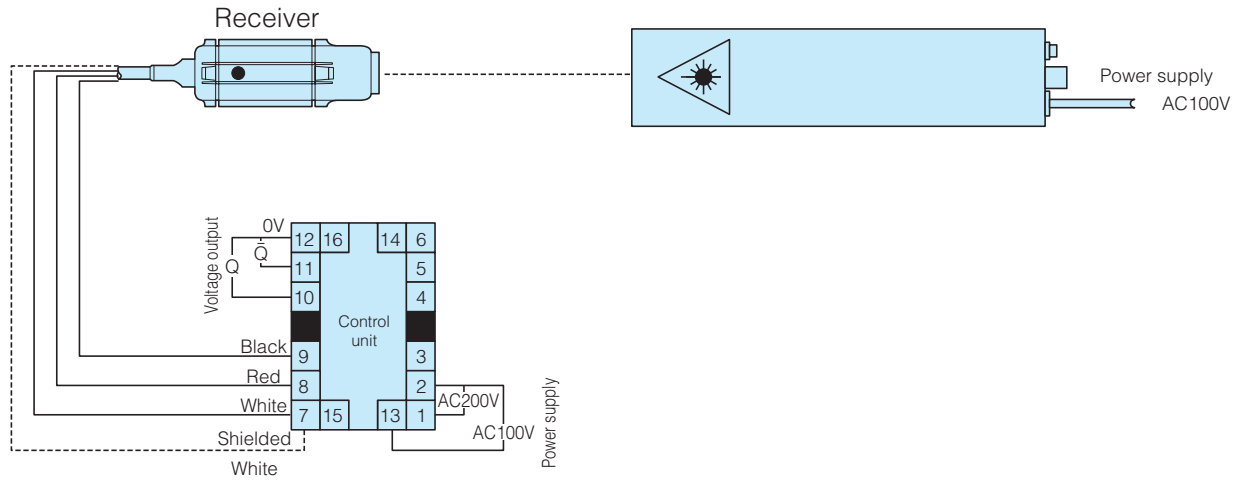 Receiver
Power supply
AC100V
Voltage output
0V
Q̄
Q
12 16 14 6
11 5
10 4
Control
unit
Black
9 3
Red
8 2
White
7 15 13 1
AC200V
AC100V
Power supply
Shielded
White